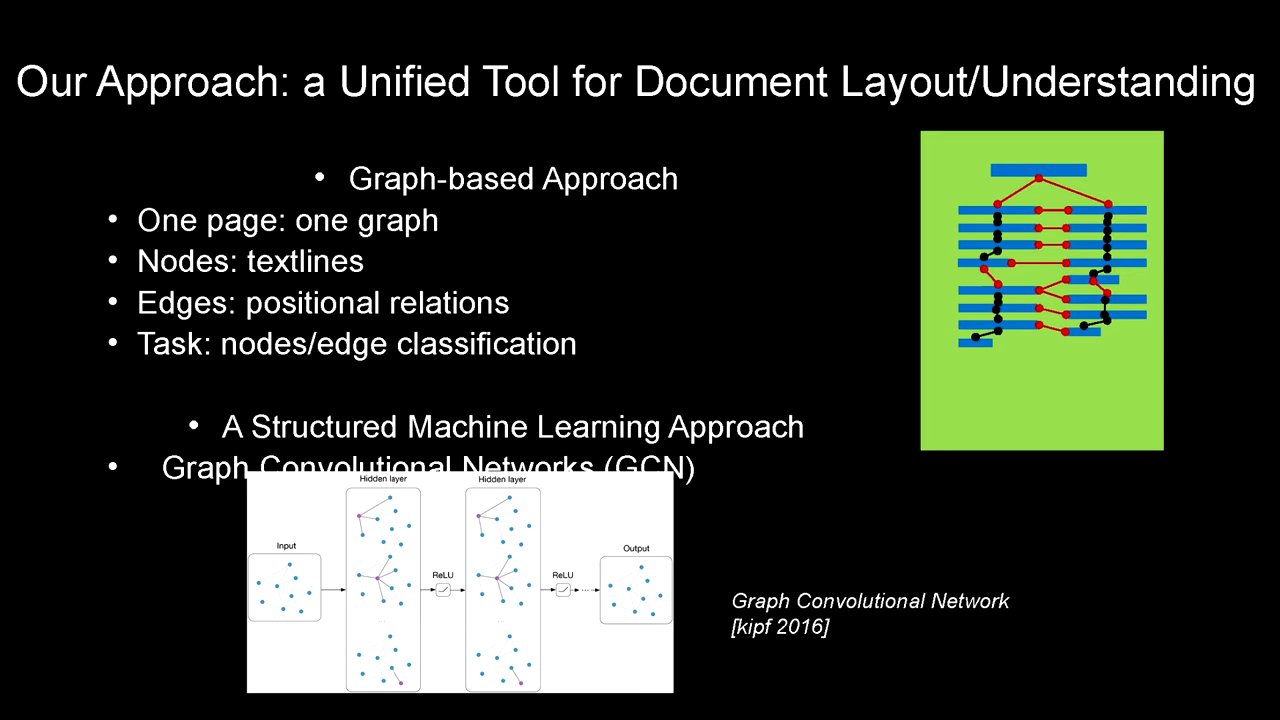 Our Approach: a Unified Tool for Document Layout/Understanding
• Graph-based Approach
• One page: one graph
• Nodes: textlines
• Edges: positional relations
• Task: nodes/edge classification
• A Structured Machine Learning Approach
• Graph Convolutional Networks (GCN)
Hidden layer Hidden layer
Input
Output
ReLU ReLU
Graph Convolutional Network
[kipf 2016]